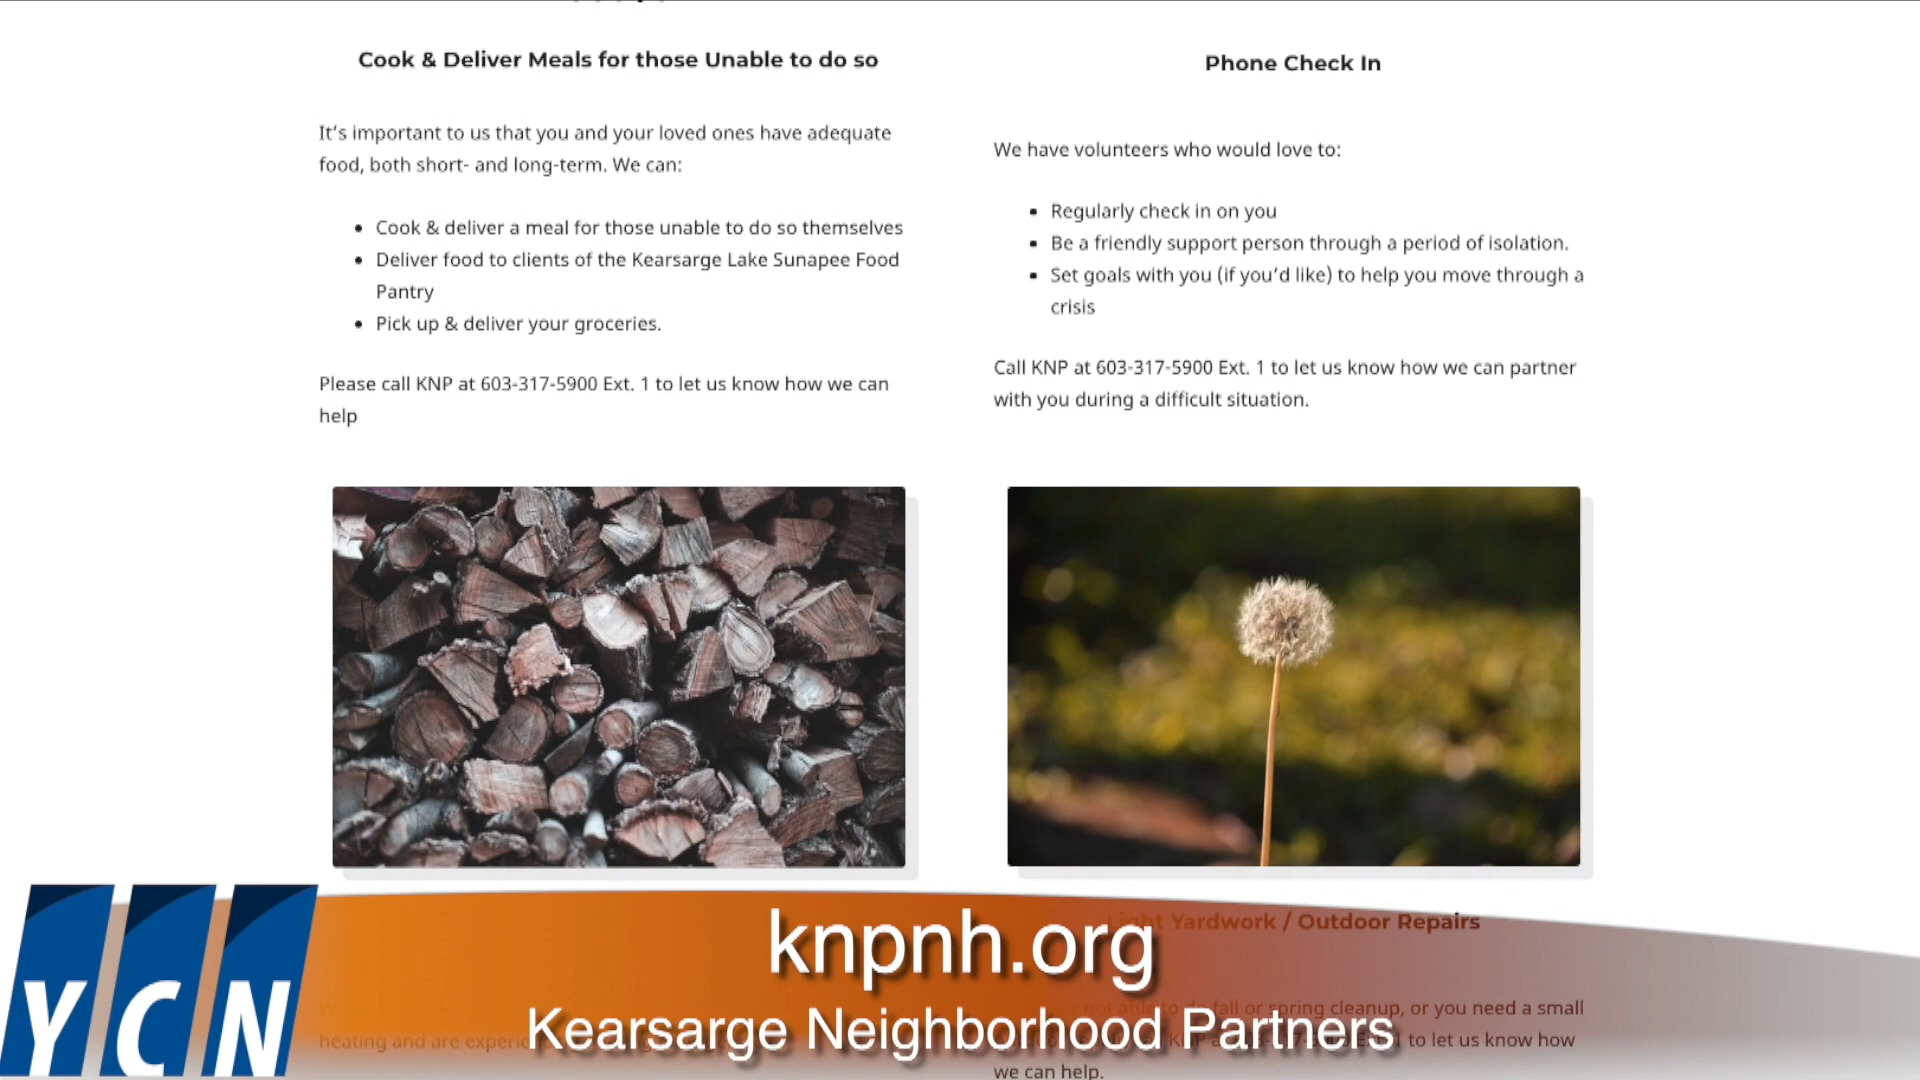 Cook & Deliver Meals for those Unable to do so
It's important to us that you and your loved ones have adequate
food, both short- and long-term. We can:
• Cook & deliver a meal for those unable to do so themselves
• Deliver food to clients of the Kearsarge Lake Sunapee Food
Pantry
• Pick up & deliver your groceries.
Please call KNP at 603-317-5900 Ext. 1 to let us know how we can
help
Phone Check In
We have volunteers who would love to:
• Regularly check in on you
• Be a friendly support person through a period of isolation.
• Set goals with you (if you'd like) to help you move through a
crisis
Call KNP at 603-317-5900 Ext. 1 to let us know how we can partner
with you during a difficult situation.
Light Yardwork / Outdoor Repairs
not able to do fall or spring cleanup, or you need a small
to let us know how
we can help.
heating and are
YCN
knpnh.org
Kearsarge Neighborhood Partners